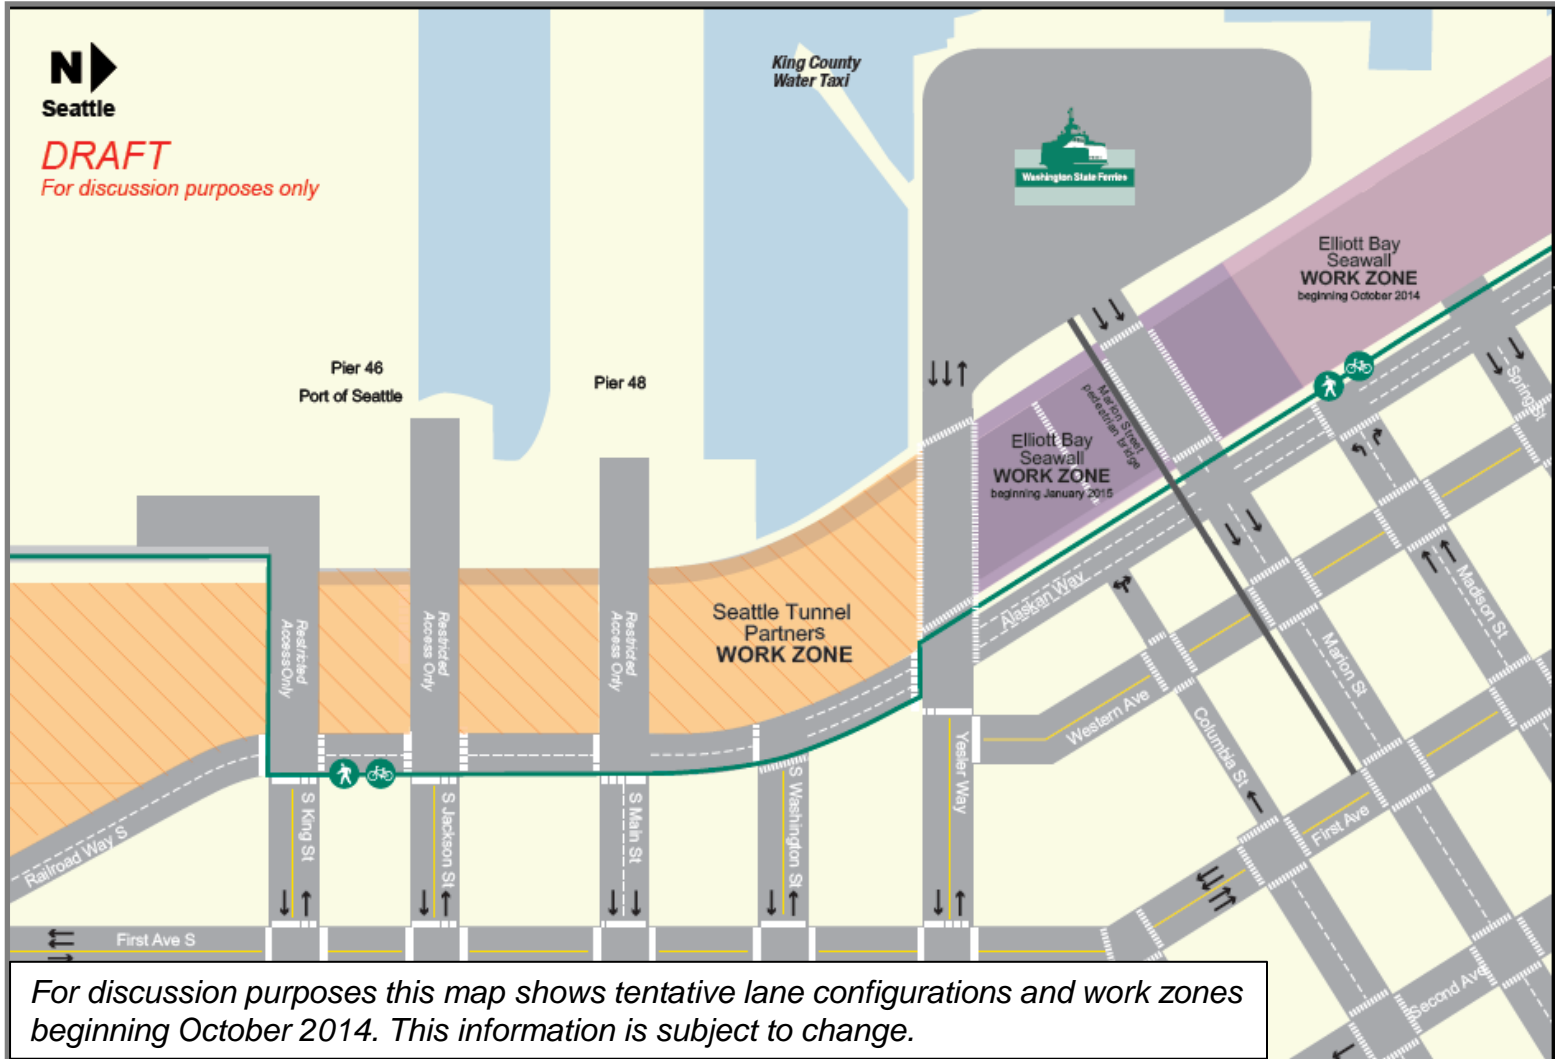 N
Seattle
DRAFT
For discussion purposes only
King County
Water Taxi
Washington State Ferries
Elliott Bay
Seawall
WORK ZONE
beginning October 2014
Pier 46
Port of Seattle
Pier 48
Spring St
Marion Street
pedestrian bridge
Elliott Bay
Seawall
WORK ZONE
beginning January 2015
Alaskan Way
Madison St
Seattle Tunnel
Partners
WORK ZONE
Restricted
Access Only
Restricted
Access Only
Restricted
Access Only
Marion St
Western Ave
Columbia St
Yesler Way
S Washington St
S Main St
S Jackson St
S King St
Railroad Way S
First Ave
First Ave S
Second Ave
For discussion purposes this map shows tentative lane configurations and work zones
beginning October 2014. This information is subject to change.